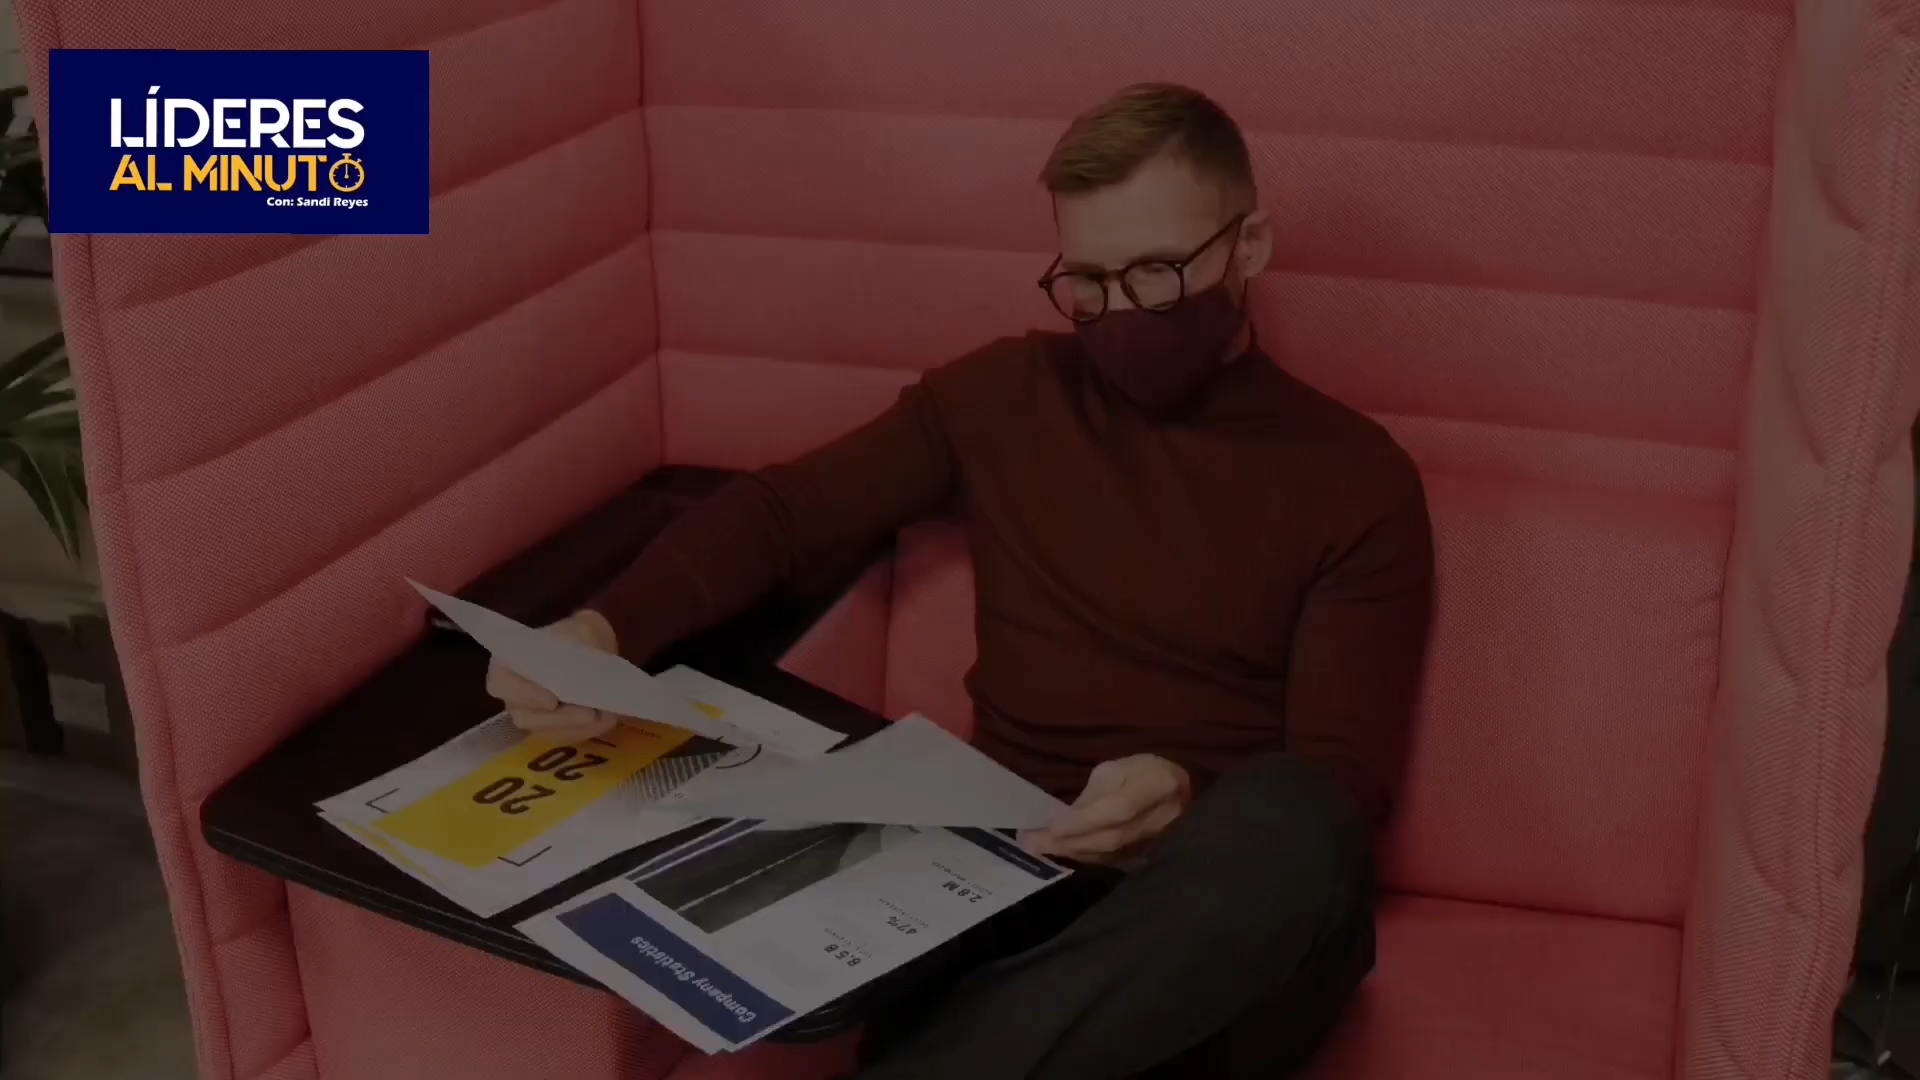 LÍDERES
AL MINUTO
Con: Sandi Reyes
20
20
2.8 M
47%
8.5 B
Company Statistics